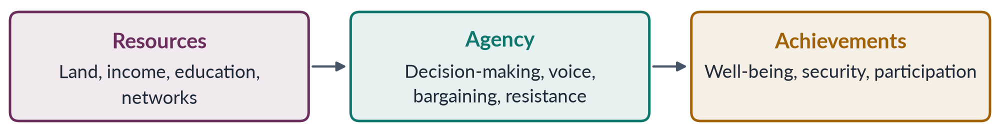 Resources
Land, income, education,
networks
Agency
Decision-making, voice,
bargaining, resistance
Achievements
Well-being, security, participation